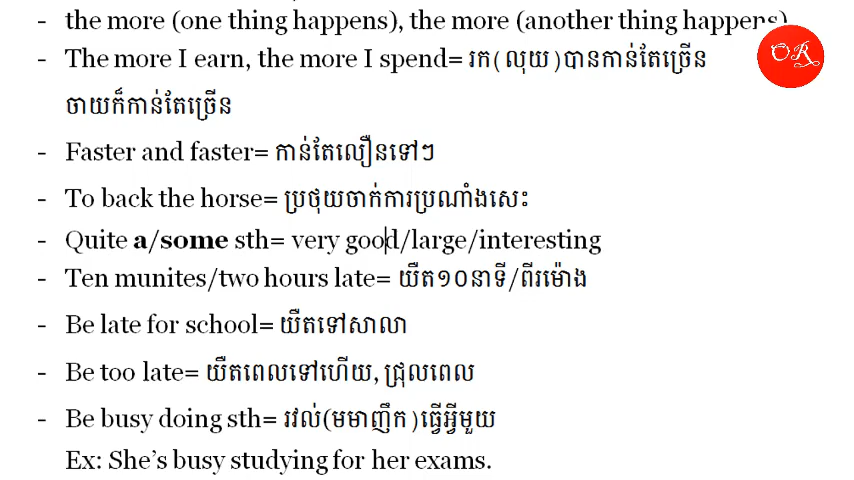 - the more (one thing happens), the more (another thing happens)
- The more I earn, the more I spend= រក(លុយ)បានកាន់តែច្រើន
ចាយក៏កាន់តែច្រើន
- Faster and faster= កាន់តែលឿនទៅៗ
- To back the horse= ប្រថុយចាក់ការប្រណាំងសេះ
- Quite a/some sth= very good/large/interesting
- Ten munites/two hours late= យឺត១០នាទី/ពីរម៉ោង
- Be late for school= យឺតទៅសាលា
- Be too late= យឺតពេលទៅហើយ, ជ្រុលពេល
- Be busy doing sth= រវល់(មមាញឹក)ធ្វើអ្វីមួយ
Ex: She's busy studying for her exams.
OR